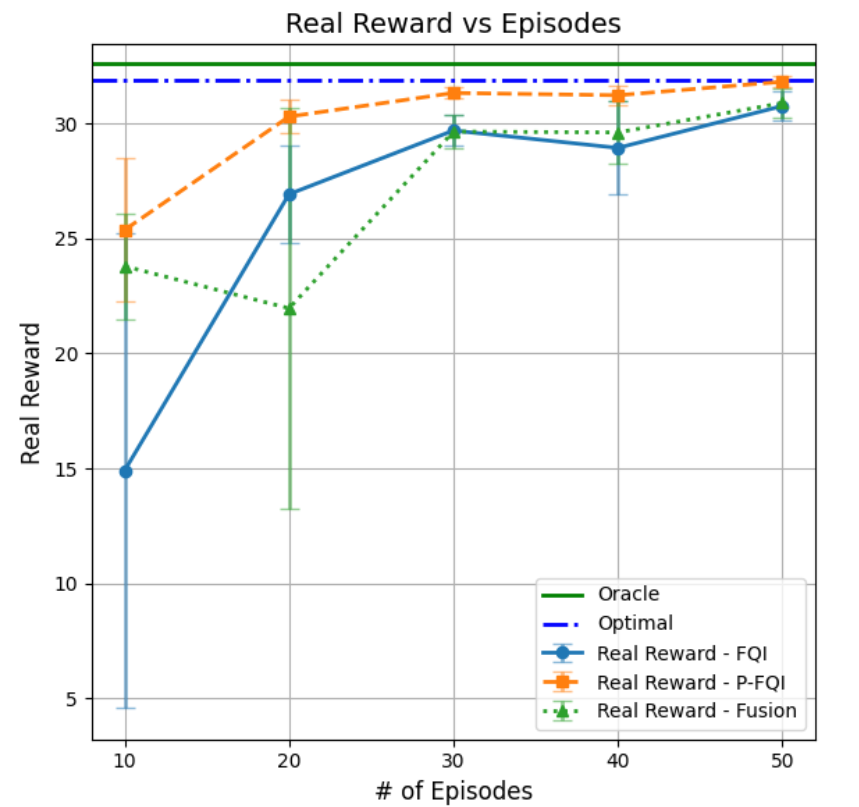 Real Reward vs Episodes
Real Reward
30
25
20
15
10
5
10 20 30 40 50
# of Episodes
Oracle
Optimal
Real Reward - FQI
Real Reward - P-FQI
Real Reward - Fusion